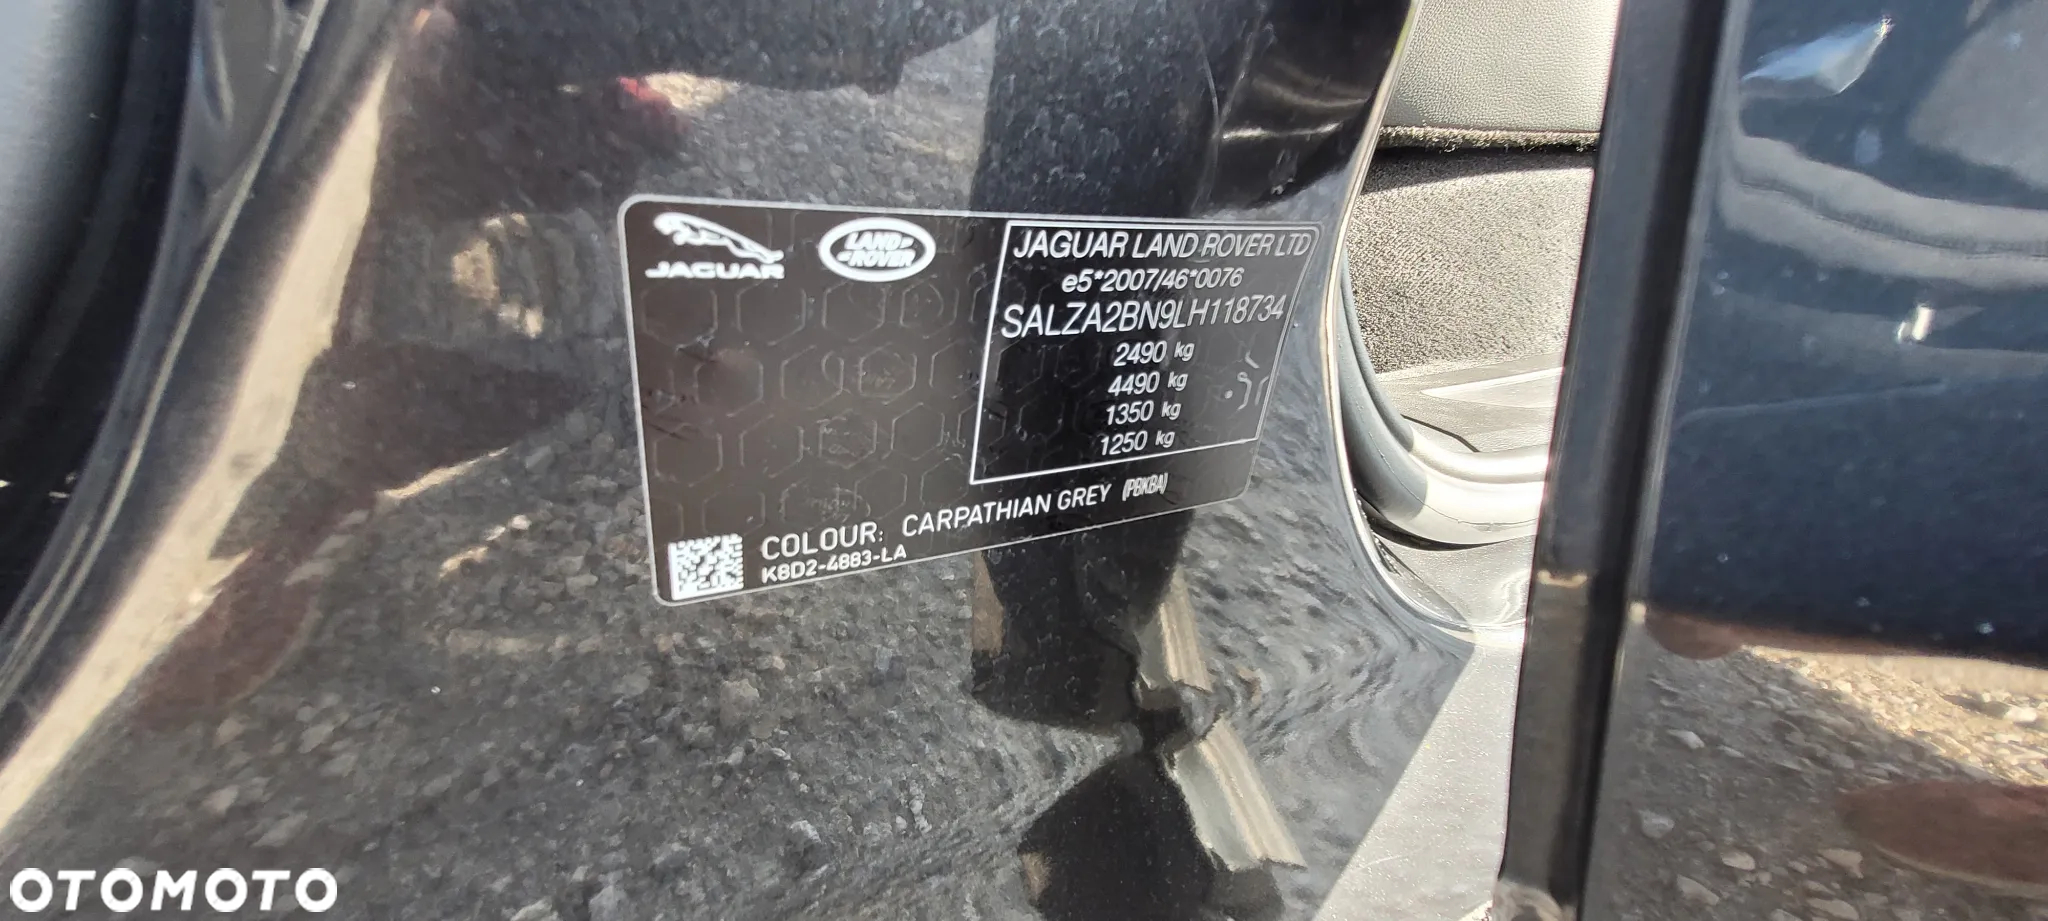 JAGUAR
LAND
ROVER
JAGUAR LAND ROVER LTD
e5*2007/46*0076
SALZA2BN9LH118734
2490 kg
4490 kg
1350 kg
1250 kg
COLOUR: CARPATHIAN GREY (PBKBA)
K8D2-4883-LA
OTOMOTO